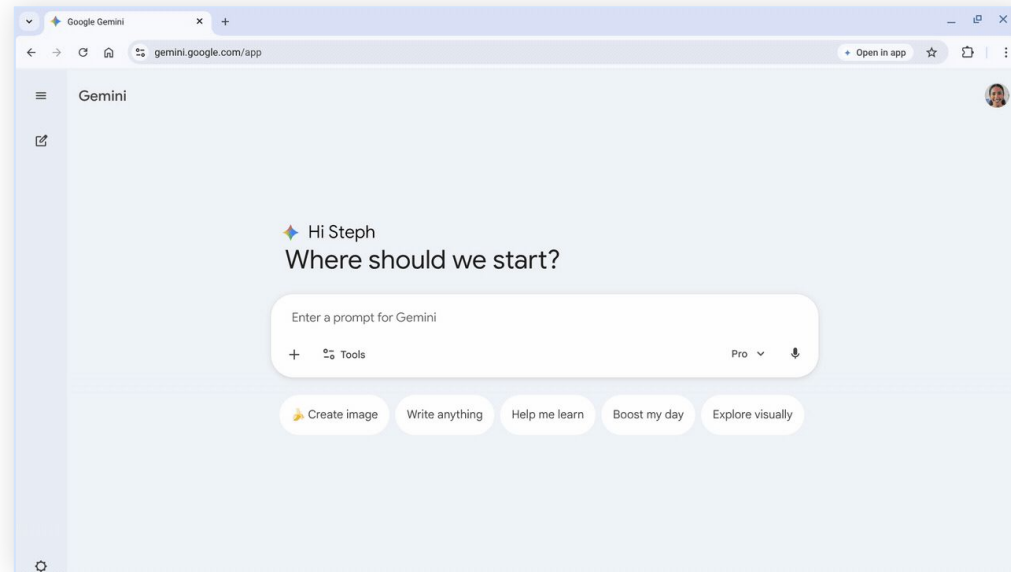 Google Gemini
gemini.google.com/app
Open in app
Gemini
Hi Steph
Where should we start?
Enter a prompt for Gemini
Tools
Pro
Create image
Write anything
Help me learn
Boost my day
Explore visually